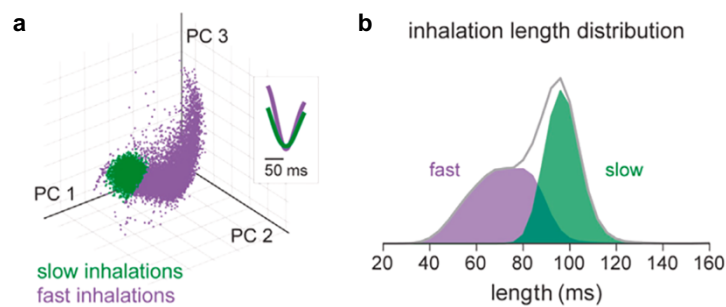 a
PC 3
PC 1
PC 2
50 ms
slow inhalations
fast inhalations
b
inhalation length distribution
fast
slow
20 40 60 80 100 120 140 160
length (ms)